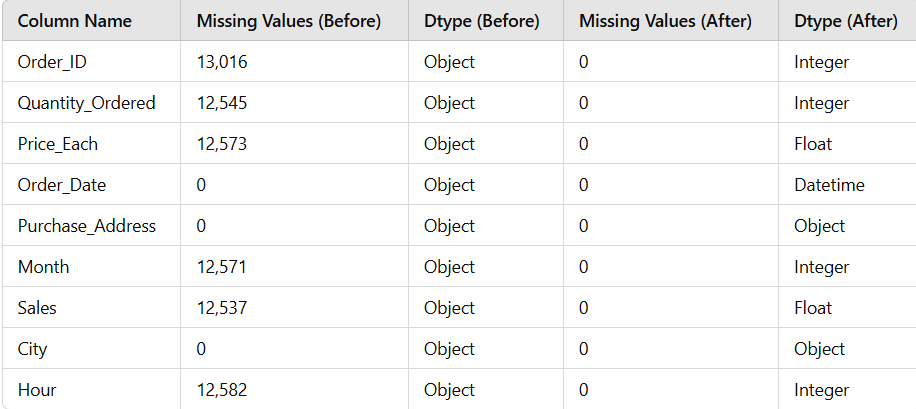 Column Name Missing Values (Before) Dtype (Before) Missing Values (After) Dtype (After)
Order_ID 13,016 Object 0 Integer
Quantity_Ordered 12,545 Object 0 Integer
Price_Each 12,573 Object 0 Float
Order_Date 0 Object 0 Datetime
Purchase_Address 0 Object 0 Object
Month 12,571 Object 0 Integer
Sales 12,537 Object 0 Float
City 0 Object 0 Object
Hour 12,582 Object 0 Integer